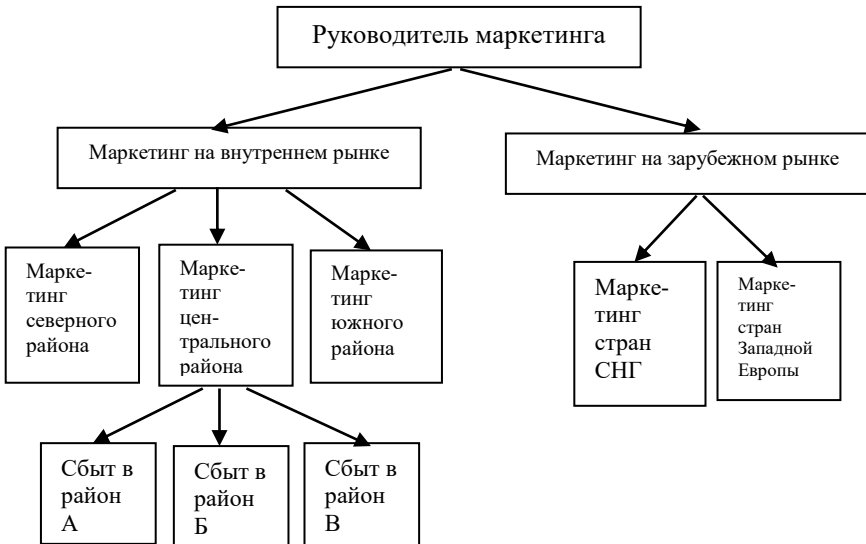 Руководитель маркетинга
Маркетинг на внутреннем рынке
Маркетинг на зарубежном рынке
Марке-
тинг
северного
района
Марке-
тинг
цен-
трального
района
Марке-
тинг
южного
района
Марке-
тинг
стран
СНГ
Марке-
тинг
стран
Западной
Европы
Сбыт в
район
А
Сбыт в
район
Б
Сбыт в
район
В